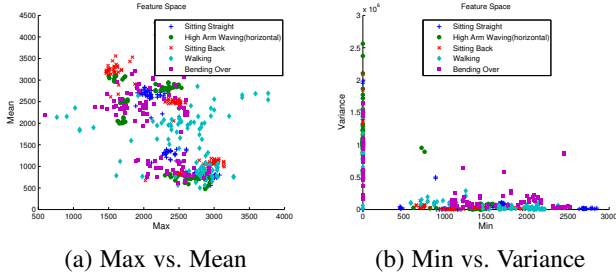 Feature Space
Sitting Straight
High Arm Waving(horizontal)
Sitting Back
Walking
Bending Over
4500
4000
3500
3000
2500
2000
1500
1000
500
0
Mean
500 1000 1500 2000 2500 3000 3500 4000
Max
(a) Max vs. Mean
x 10^6
Feature Space
Sitting Straight
High Arm Waving(horizontal)
Sitting Back
Walking
Bending Over
3
2.5
2
1.5
1
0.5
0
Variance
0 500 1000 1500 2000 2500 3000
Min
(b) Min vs. Variance